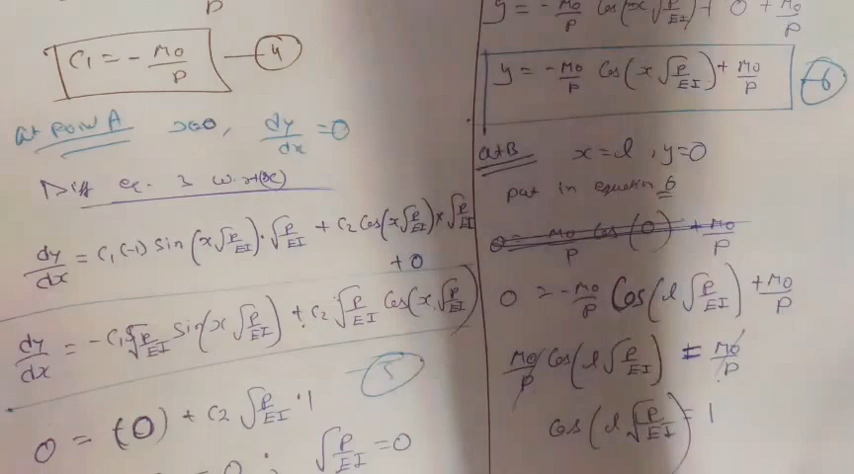 P
C₁ = - Mo/P —④
at point A x=0, dy/dx = 0
Diff eq. 3 w.r.t(x)
dy/dx = C₁(-1) Sin(x√P/EI)·√P/EI + C₂ Cos(x√P/EI)×√P/EI
+ 0
dy/dx = -C₁√P/EI Sin(x√P/EI) + C₂√P/EI Cos(x√P/EI)
—⑤
0 = (0) + C₂√P/EI·1
√P/EI = 0
y = -Mo/P Cos(x√P/EI) + 0 + Mo/P
y = -Mo/P Cos(x√P/EI) + Mo/P —⑥
at B x=l, y=0
put in equation 6
0 = Mo/P Cos(0) + Mo/P
0 = -Mo/P Cos(l√P/EI) + Mo/P
Mo/P Cos(l√P/EI) = Mo/P
Cos(l√P/EI) = 1